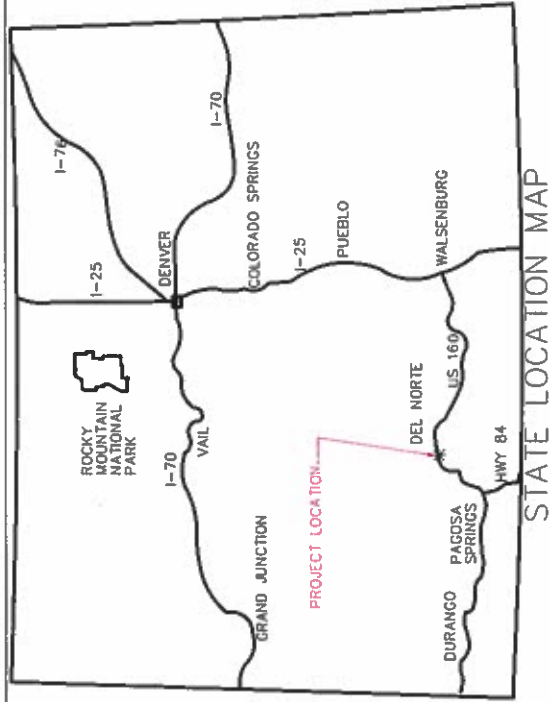 I-76
I-25
I-70
ROCKY
MOUNTAIN
NATIONAL
PARK
DENVER
I-70
VAIL
COLORADO SPRINGS
GRAND JUNCTION
I-25
PUEBLO
PROJECT LOCATION
DEL NORTE
WALSENBURG
US 160
PAGOSA
SPRINGS
HWY 84
DURANGO
STATE LOCATION MAP